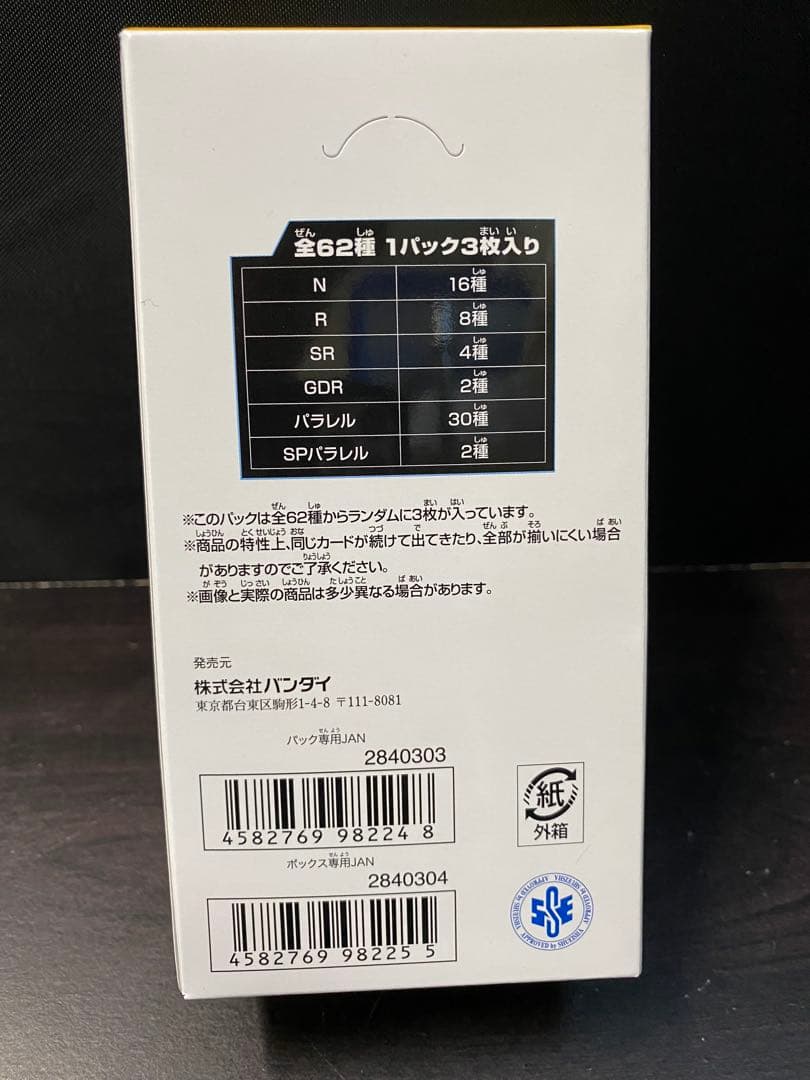 全62種 1パック3枚入り
N 16種
R 8種
SR 4種
GDR 2種
パラレル 30種
SPパラレル 2種
※このパックは全62種からランダムに3枚が入っています。
※商品の特性上、同じカードが続けて出てきたり、全部が揃いにくい場合
がありますのでご了承ください。
※画像と実際の商品は多少異なる場合があります。
発売元
株式会社バンダイ
東京都台東区駒形1-4-8 〒111-8081
パック専用JAN
2840303
4582769 98224 8
ボックス専用JAN
2840304
4582769 98225 5
紙
外箱
APPROVED by SHUEISHA